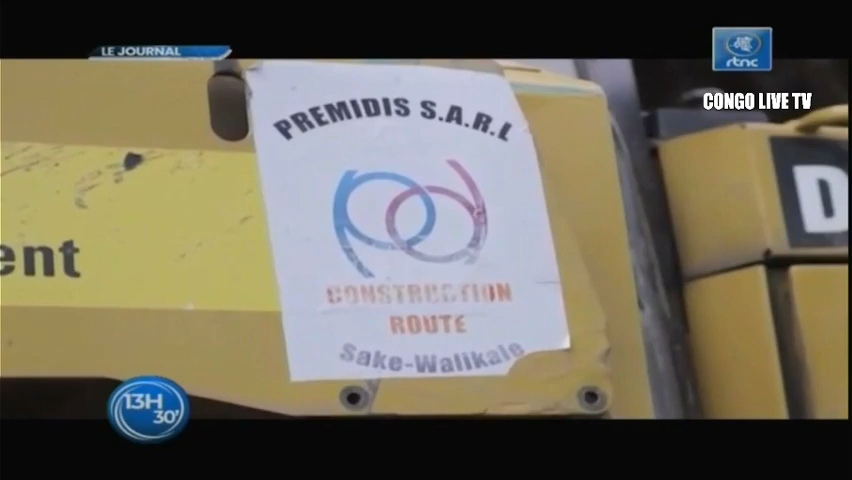 LE JOURNAL
rtnc
CONGO LIVE TV
PREMIDIS S.A.R.L
CONSTRUCTION
ROUTE
Sake-Walikale
ent
D
13H
30'